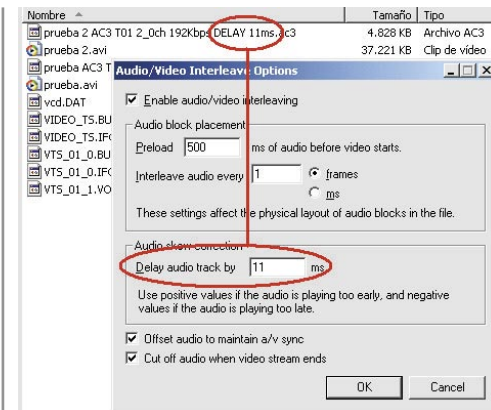 Nombre Tamaño Tipo
prueba 2 AC3 T01 2_0ch 192Kbps DELAY 11ms.ac3 4.828 KB Archivo AC3
prueba 2.avi 37.221 KB Clip de vídeo
prueba AC3 T
prueba.avi
vcd.DAT
VIDEO_TS.BU
VIDEO_TS.IF
VTS_01_0.BU
VTS_01_0.IF
VTS_01_1.VO
Audio/Video Interleave Options
Enable audio/video interleaving
Audio block placement
Preload 500 ms of audio before video starts.
Interleave audio every 1 frames
ms
These settings affect the physical layout of audio blocks in the file.
Audio skew correction
Delay audio track by 11 ms
Use positive values if the audio is playing too early, and negative
values if the audio is playing too late.
Offset audio to maintain a/v sync
Cut off audio when video stream ends
OK Cancel